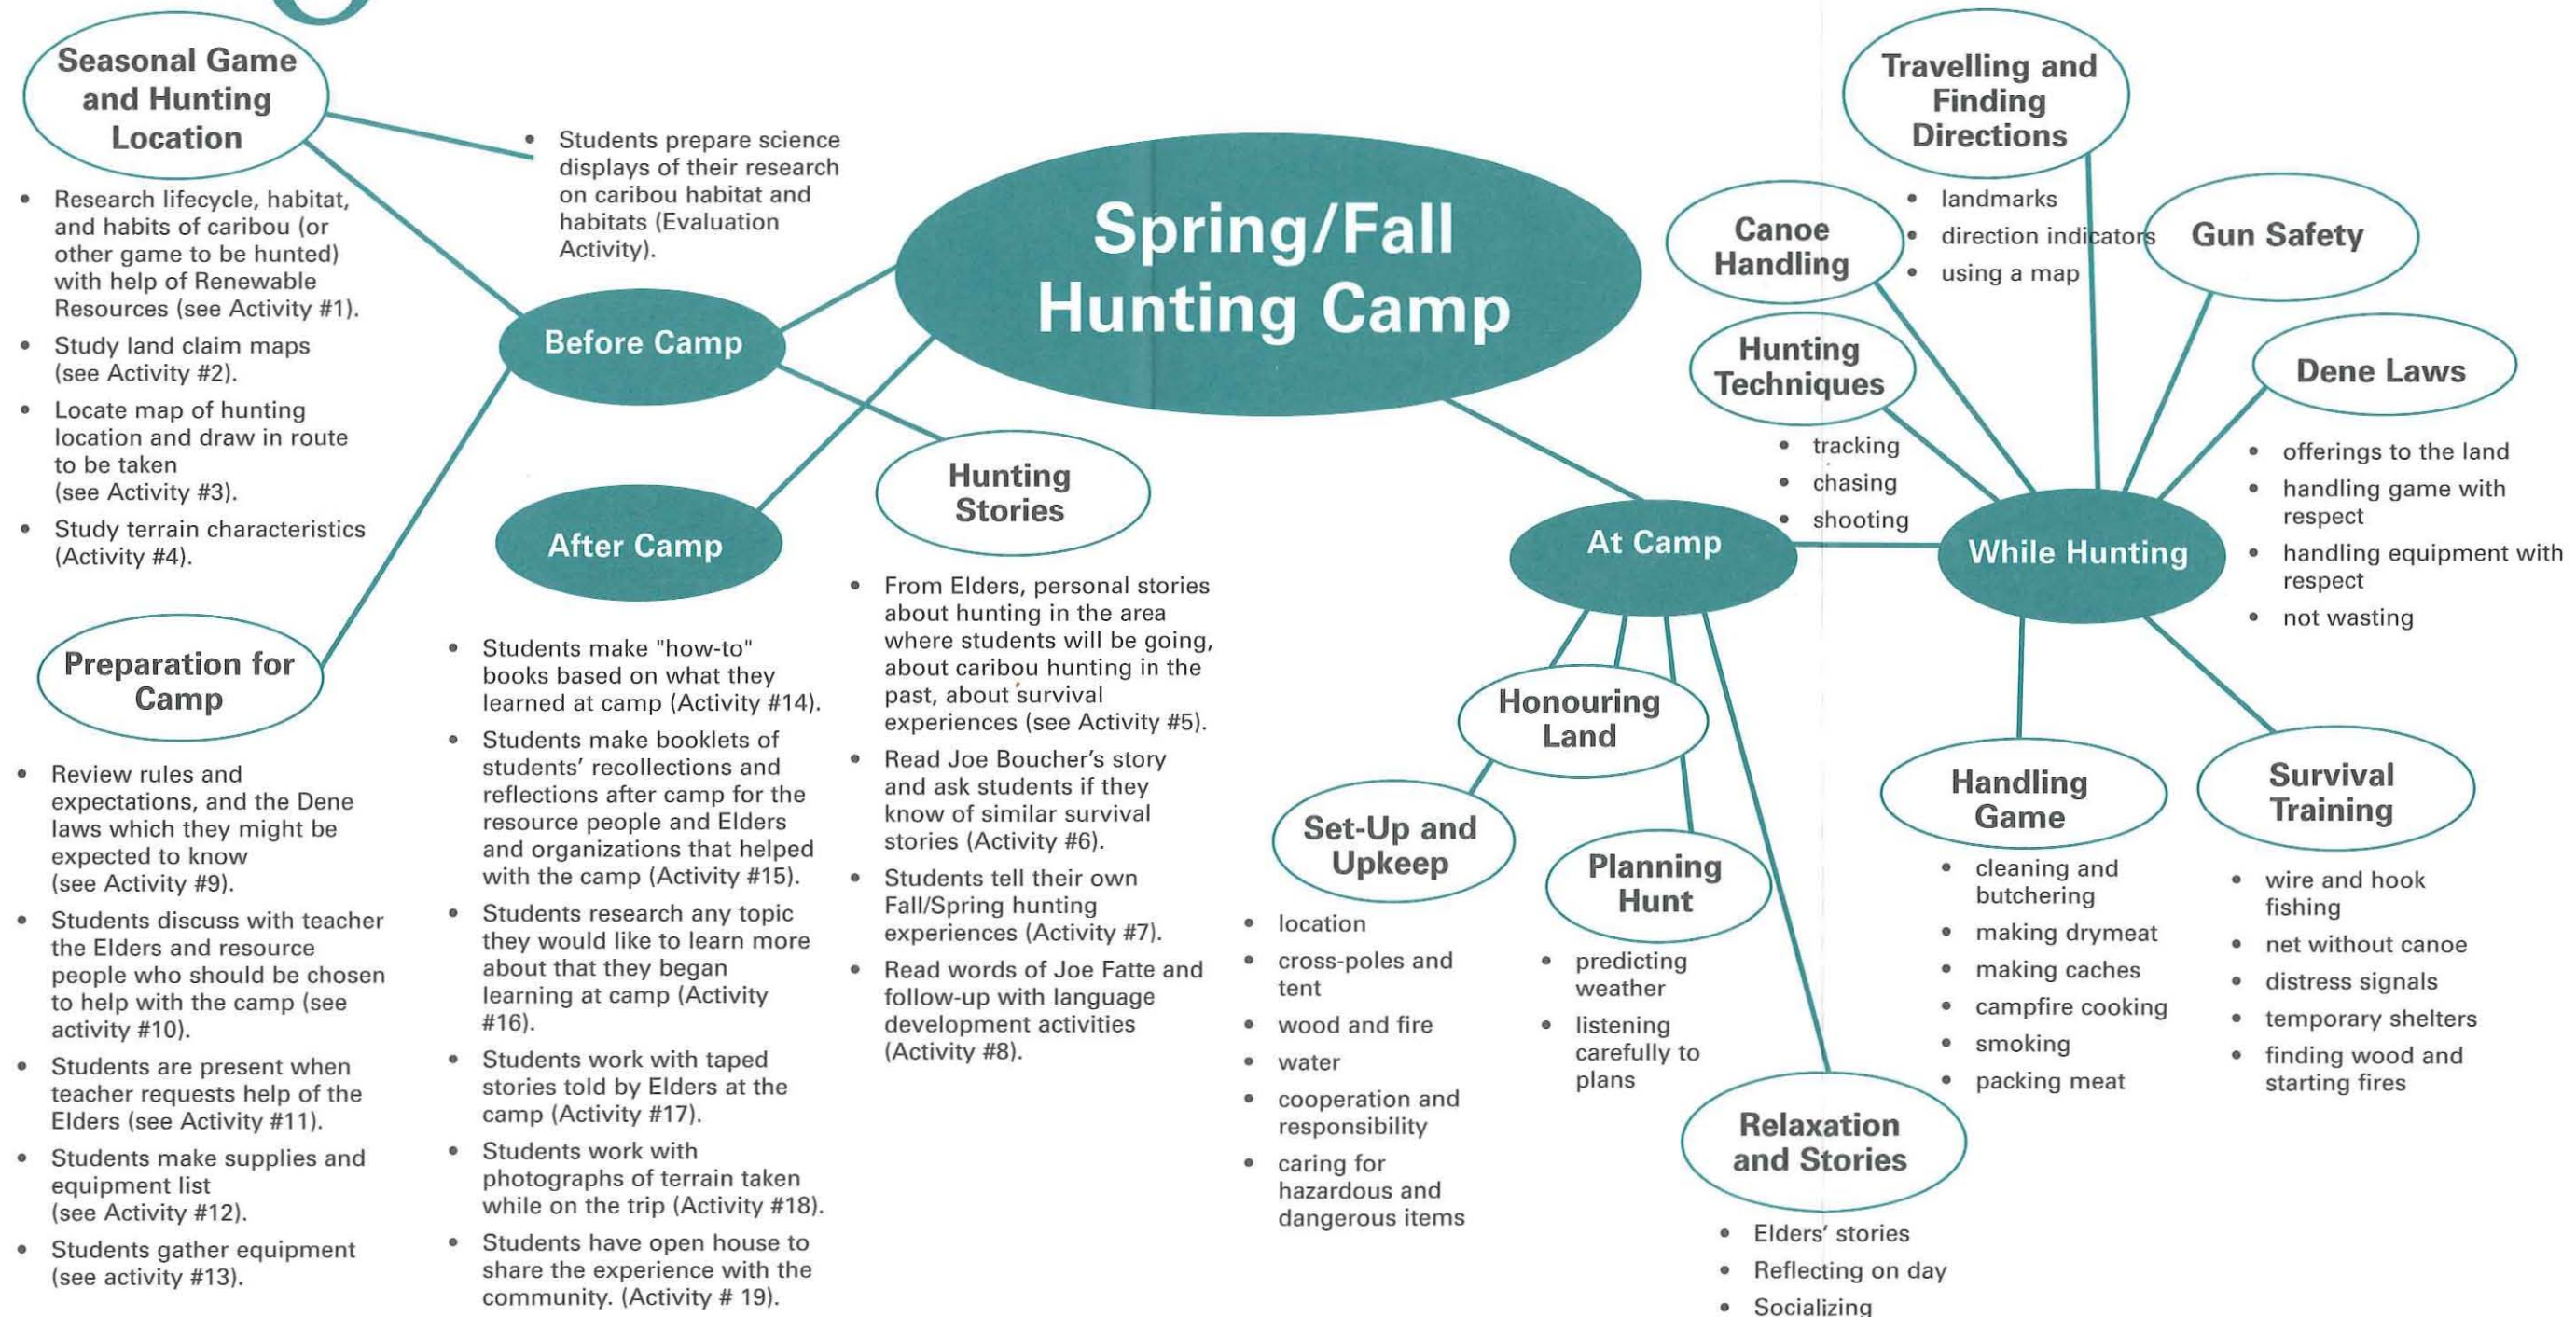 Spring/Fall
Hunting Camp
Before Camp
Seasonal Game
and Hunting
Location
• Research lifecycle, habitat,
and habits of caribou (or
other game to be hunted)
with help of Renewable
Resources (see Activity #1).
• Study land claim maps
(see Activity #2).
• Locate map of hunting
location and draw in route
to be taken
(see Activity #3).
• Study terrain characteristics
(Activity #4).
• Students prepare science
displays of their research
on caribou habitat and
habitats (Evaluation
Activity).
Preparation for
Camp
• Review rules and
expectations, and the Dene
laws which they might be
expected to know
(see Activity #9).
• Students discuss with teacher
the Elders and resource
people who should be chosen
to help with the camp (see
activity #10).
• Students are present when
teacher requests help of the
Elders (see Activity #11).
• Students make supplies and
equipment list
(see Activity #12).
• Students gather equipment
(see activity #13).
After Camp
• Students make "how-to"
books based on what they
learned at camp (Activity #14).
• Students make booklets of
students' recollections and
reflections after camp for the
resource people and Elders
and organizations that helped
with the camp (Activity #15).
• Students research any topic
they would like to learn more
about that they began
learning at camp (Activity
#16).
• Students work with taped
stories told by Elders at the
camp (Activity #17).
• Students work with
photographs of terrain taken
while on the trip (Activity #18).
• Students have open house to
share the experience with the
community. (Activity # 19).
Hunting
Stories
• From Elders, personal stories
about hunting in the area
where students will be going,
about caribou hunting in the
past, about survival
experiences (see Activity #5).
• Read Joe Boucher's story
and ask students if they
know of similar survival
stories (Activity #6).
• Students tell their own
Fall/Spring hunting
experiences (Activity #7).
• Read words of Joe Fatte and
follow-up with language
development activities
(Activity #8).
At Camp
Honouring
Land
Set-Up and
Upkeep
• location
• cross-poles and
tent
• wood and fire
• water
• cooperation and
responsibility
• caring for
hazardous and
dangerous items
Planning
Hunt
• predicting
weather
• listening
carefully to
plans
Relaxation
and Stories
• Elders' stories
• Reflecting on day
• Socializing
While Hunting
Travelling and
Finding
Directions
• landmarks
• direction indicators
• using a map
Canoe
Handling
Hunting
Techniques
• tracking
• chasing
• shooting
Gun Safety
Dene Laws
• offerings to the land
• handling game with
respect
• handling equipment with
respect
• not wasting
Handling
Game
• cleaning and
butchering
• making drymeat
• making caches
• campfire cooking
• smoking
• packing meat
Survival
Training
• wire and hook
fishing
• net without canoe
• distress signals
• temporary shelters
• finding wood and
starting fires